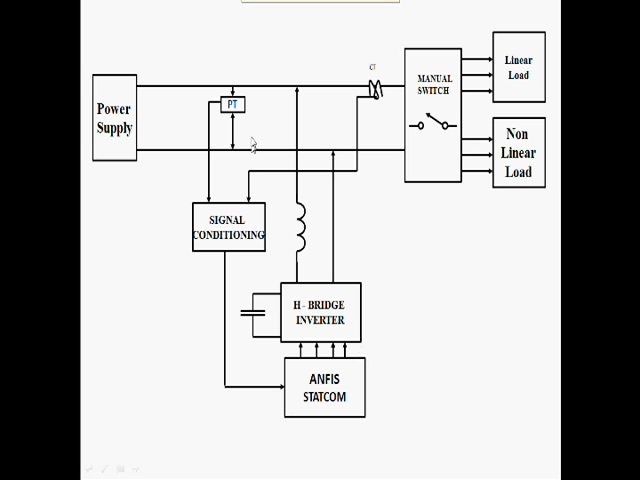 CT
Power
Supply
PT
MANUAL
SWITCH
Linear
Load
Non
Linear
Load
SIGNAL
CONDITIONING
H - BRIDGE
INVERTER
ANFIS
STATCOM